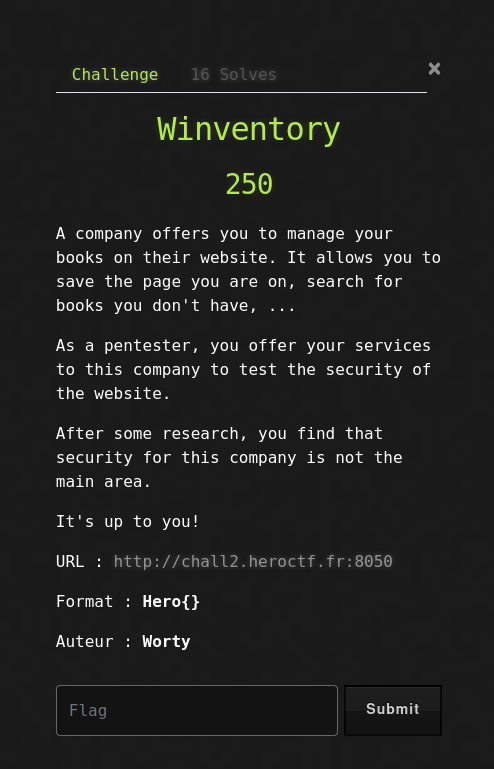 Challenge 16 Solves ×
Winventory
250
A company offers you to manage your
books on their website. It allows you to
save the page you are on, search for
books you don't have, ...
As a pentester, you offer your services
to this company to test the security of
the website.
After some research, you find that
security for this company is not the
main area.
It's up to you!
URL : http://chall2.heroctf.fr:8050
Format : Hero{}
Auteur : Worty
Flag Submit